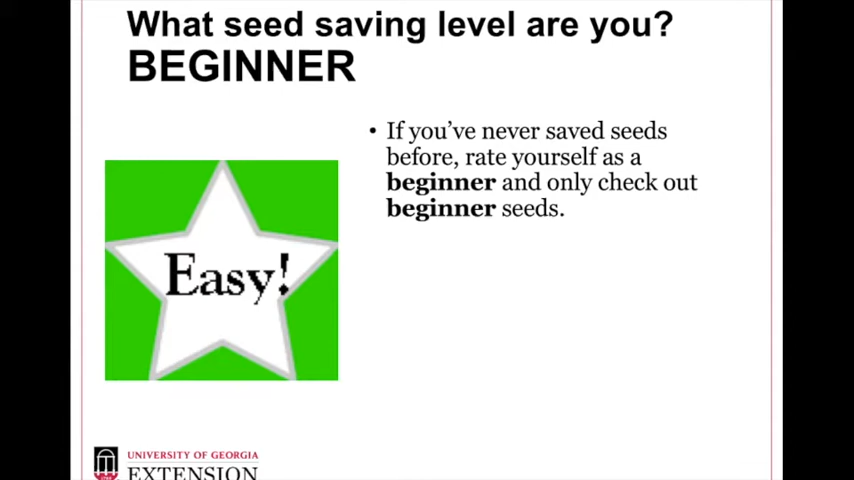 What seed saving level are you?
BEGINNER
• If you've never saved seeds
before, rate yourself as a
beginner and only check out
beginner seeds.
Easy!
UNIVERSITY OF GEORGIA
EXTENSION